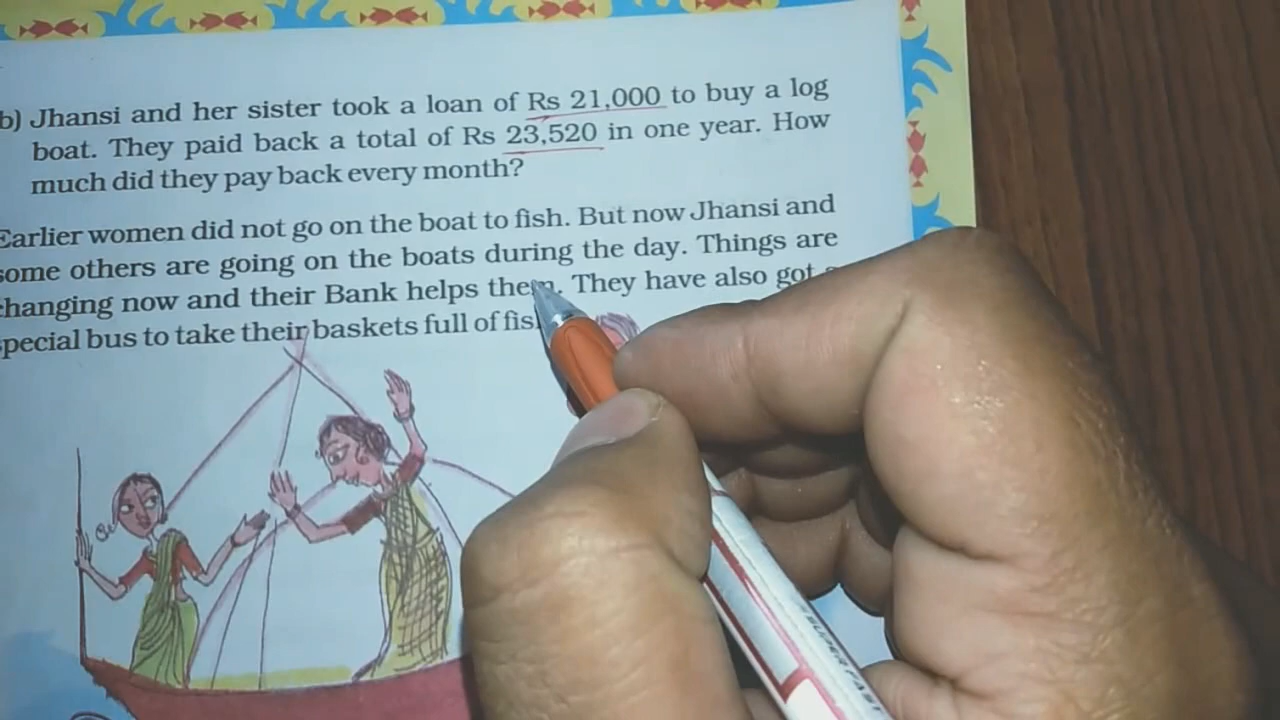 b) Jhansi and her sister took a loan of Rs 21,000 to buy a log
boat. They paid back a total of Rs 23,520 in one year. How
much did they pay back every month?
Earlier women did not go on the boat to fish. But now Jhansi and
some others are going on the boats during the day. Things are
changing now and their Bank helps them. They have also got a
special bus to take their baskets full of fish